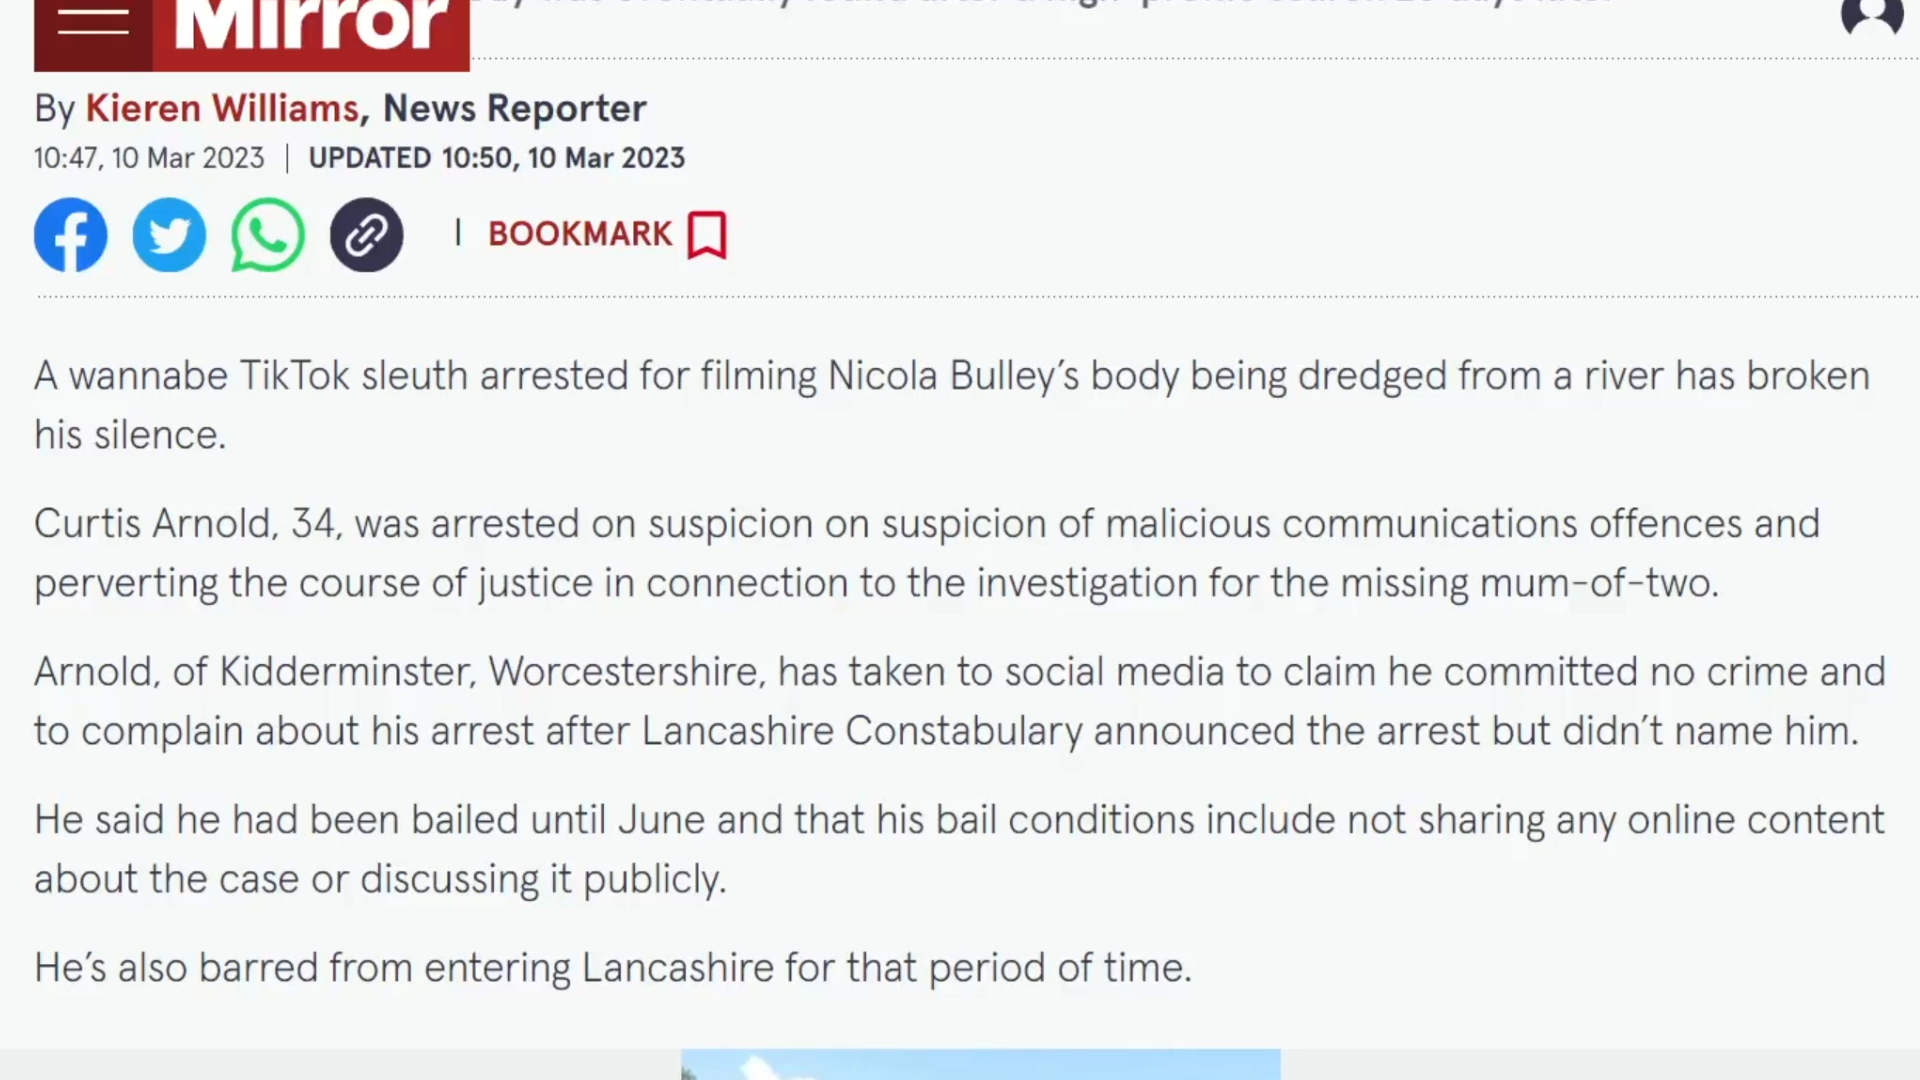 Mirror
By Kieren Williams, News Reporter
10:47, 10 Mar 2023 | UPDATED 10:50, 10 Mar 2023
| BOOKMARK
A wannabe TikTok sleuth arrested for filming Nicola Bulley’s body being dredged from a river has broken
his silence.
Curtis Arnold, 34, was arrested on suspicion on suspicion of malicious communications offences and
perverting the course of justice in connection to the investigation for the missing mum-of-two.
Arnold, of Kidderminster, Worcestershire, has taken to social media to claim he committed no crime and
to complain about his arrest after Lancashire Constabulary announced the arrest but didn’t name him.
He said he had been bailed until June and that his bail conditions include not sharing any online content
about the case or discussing it publicly.
He’s also barred from entering Lancashire for that period of time.